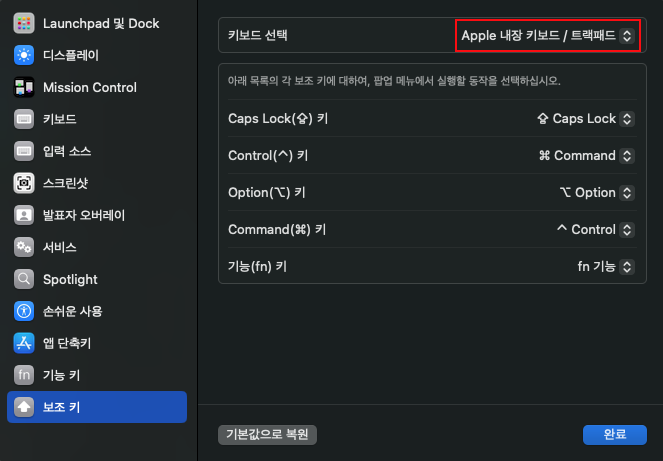 Launchpad 및 Dock
디스플레이
Mission Control
키보드
입력 소스
스크린샷
발표자 오버레이
서비스
Spotlight
손쉬운 사용
앱 단축키
fn 기능 키
보조 키
키보드 선택 Apple 내장 키보드 / 트랙패드
아래 목록의 각 보조 키에 대하여, 팝업 메뉴에서 실행할 동작을 선택하십시오.
Caps Lock(⇪) 키 ⇪ Caps Lock
Control(^) 키 ⌘ Command
Option(⌥) 키 ⌥ Option
Command(⌘) 키 ^ Control
기능(fn) 키 fn 기능
기본값으로 복원 완료